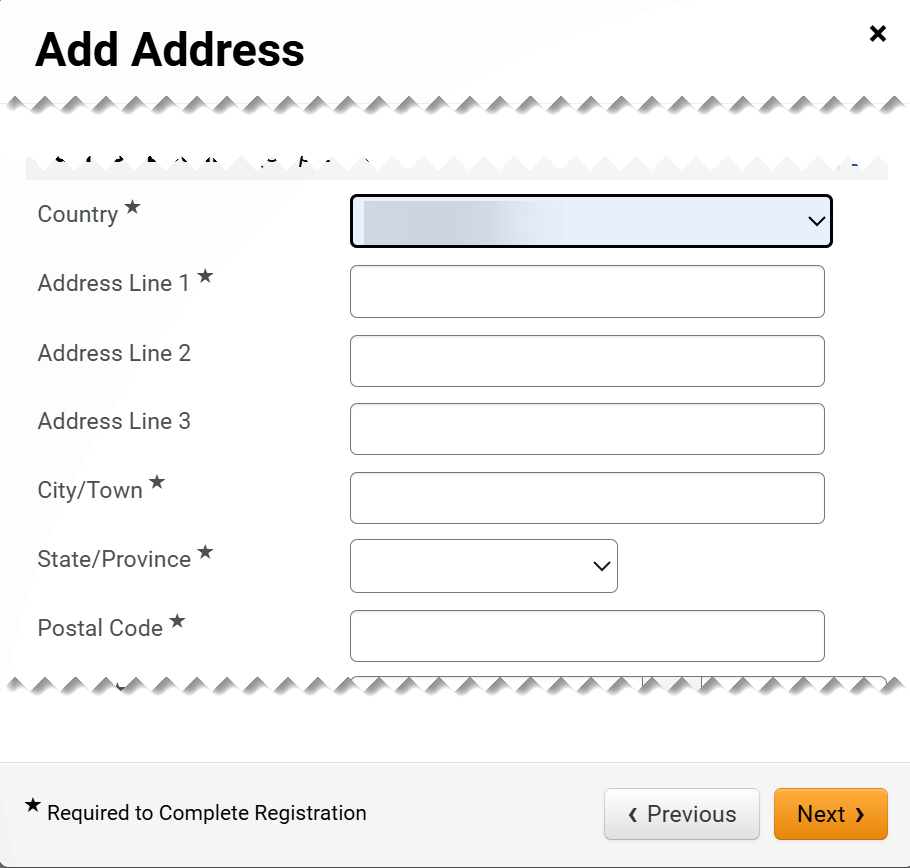 Add Address
×
Country ★
Address Line 1 ★
Address Line 2
Address Line 3
City/Town ★
State/Province ★
Postal Code ★
★ Required to Complete Registration
‹ Previous
Next ›